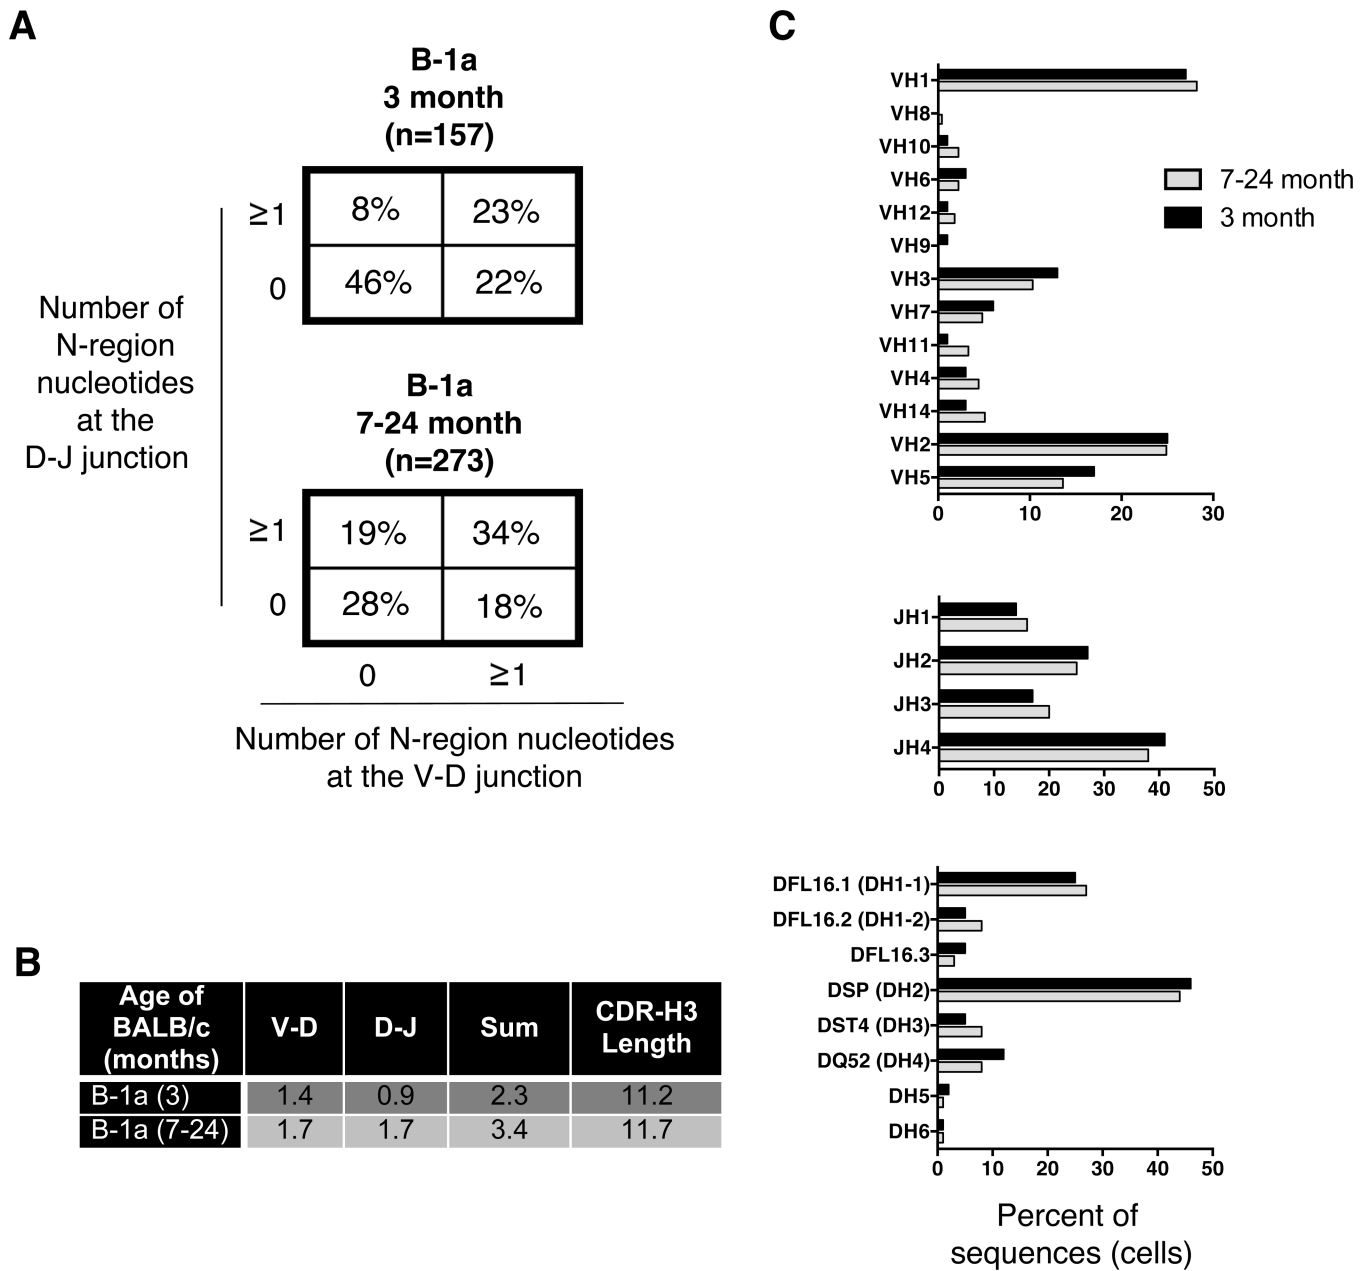 A
B-1a
3 month
(n=157)
≥1
8%
23%
0
46%
22%
Number of
N-region
nucleotides
at the
D-J junction
B-1a
7-24 month
(n=273)
≥1
19%
34%
0
28%
18%
0
≥1
Number of N-region nucleotides
at the V-D junction
B
Age of
BALB/c
(months)
V-D
D-J
Sum
CDR-H3
Length
B-1a (3)
1.4
0.9
2.3
11.2
B-1a (7-24)
1.7
1.7
3.4
11.7
C
VH1
VH8
VH10
VH6
VH12
VH9
VH3
VH7
VH11
VH4
VH14
VH2
VH5
0 10 20 30
7-24 month
3 month
JH1
JH2
JH3
JH4
0 10 20 30 40 50
DFL16.1 (DH1-1)
DFL16.2 (DH1-2)
DFL16.3
DSP (DH2)
DST4 (DH3)
DQ52 (DH4)
DH5
DH6
0 10 20 30 40 50
Percent of
sequences (cells)